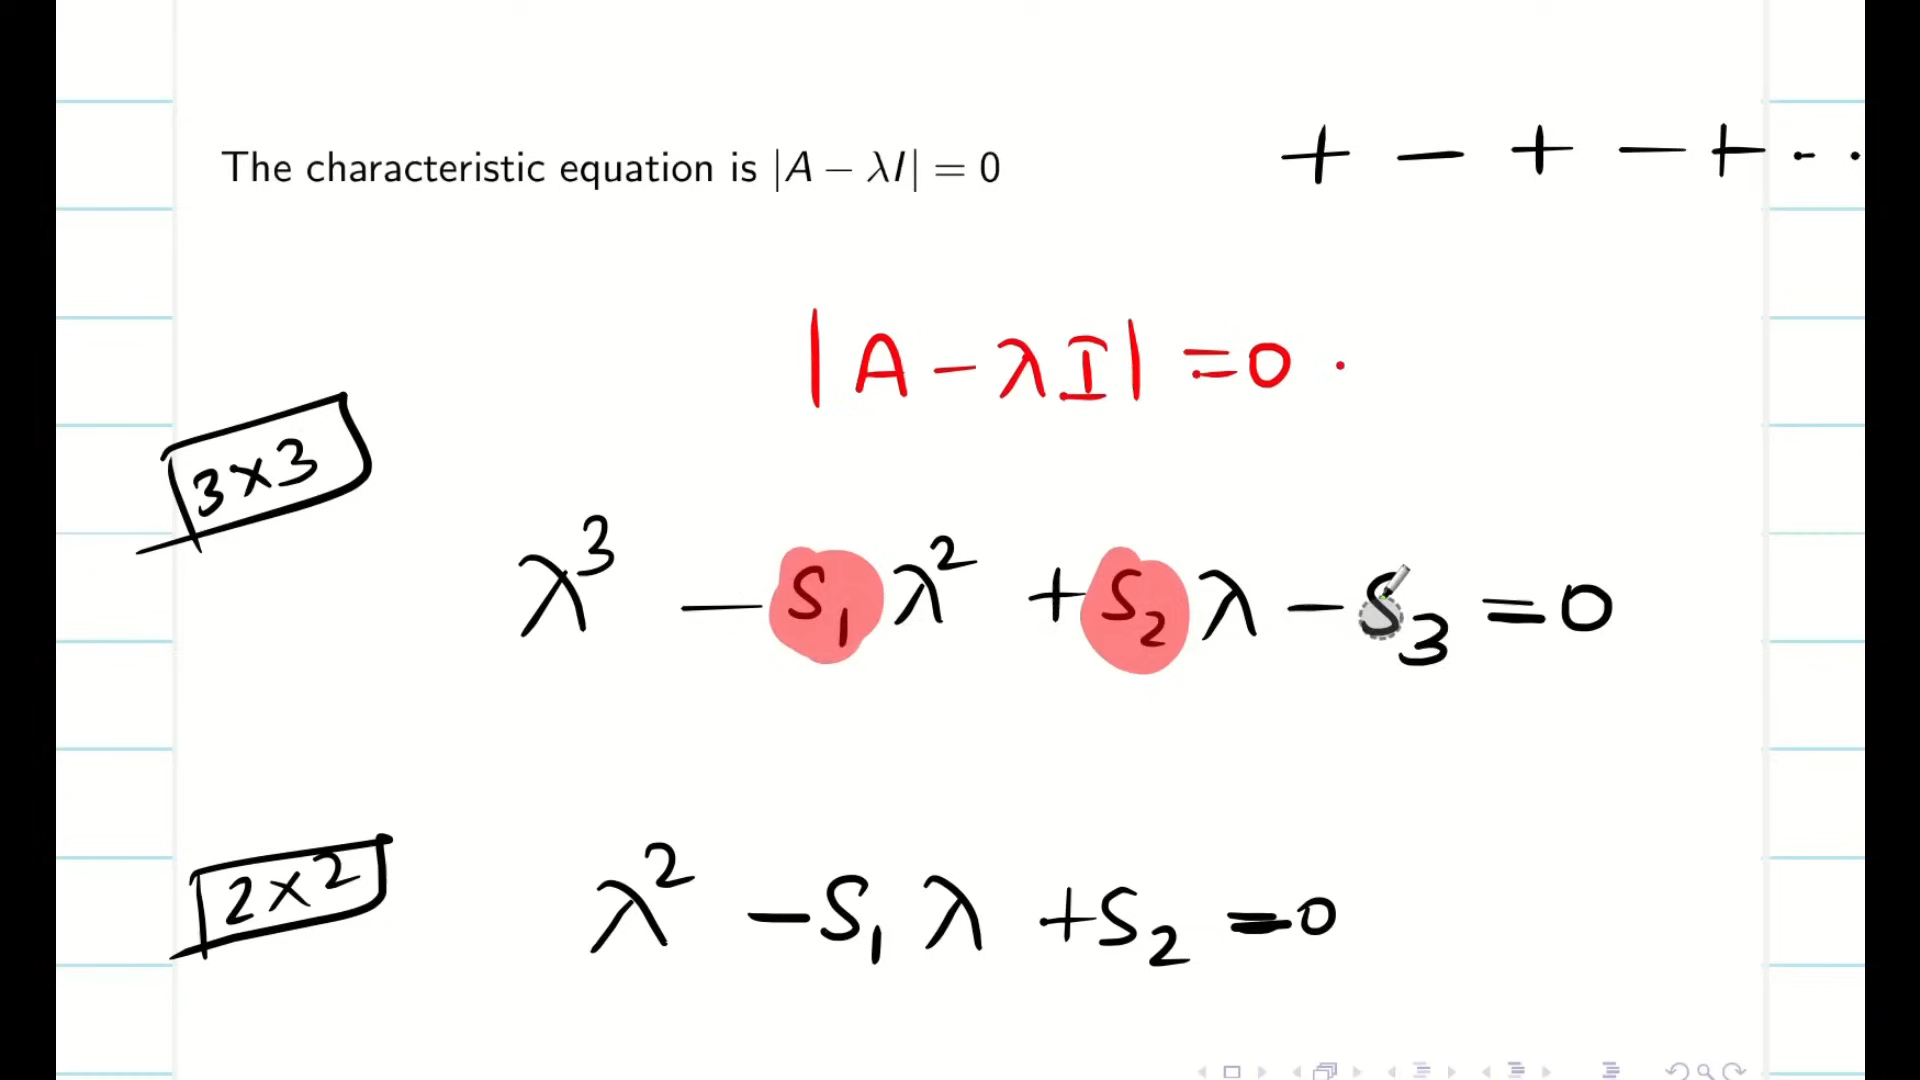 The characteristic equation is |A − λI| = 0
+ − + − + . . .
|A − λI| = 0 .
3×3
λ³ − S₁λ² + S₂λ − S₃ = 0
2×2
λ² − S₁λ + S₂ = 0